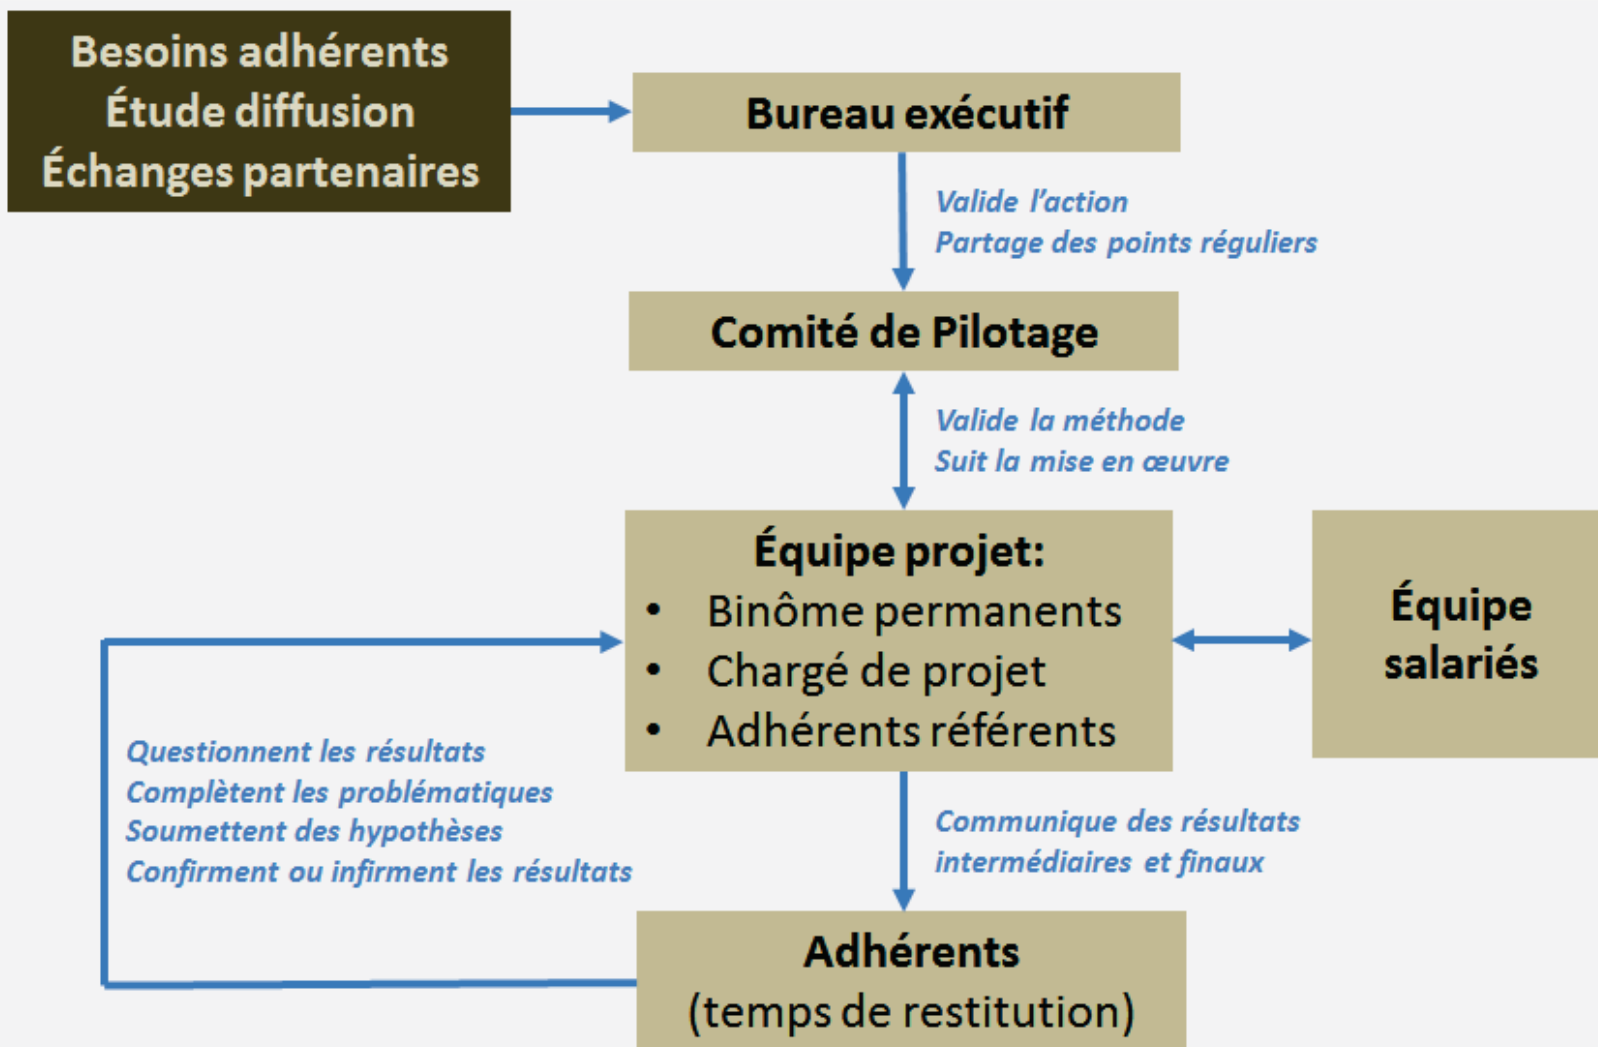 Besoins adhérents
Étude diffusion
Échanges partenaires
Bureau exécutif
Valide l’action
Partage des points réguliers
Comité de Pilotage
Valide la méthode
Suit la mise en œuvre
Équipe projet:
• Binôme permanents
• Chargé de projet
• Adhérents référents
Équipe
salariés
Questionnent les résultats
Complètent les problématiques
Soumettent des hypothèses
Confirment ou infirment les résultats
Communique des résultats
intermédiaires et finaux
Adhérents
(temps de restitution)